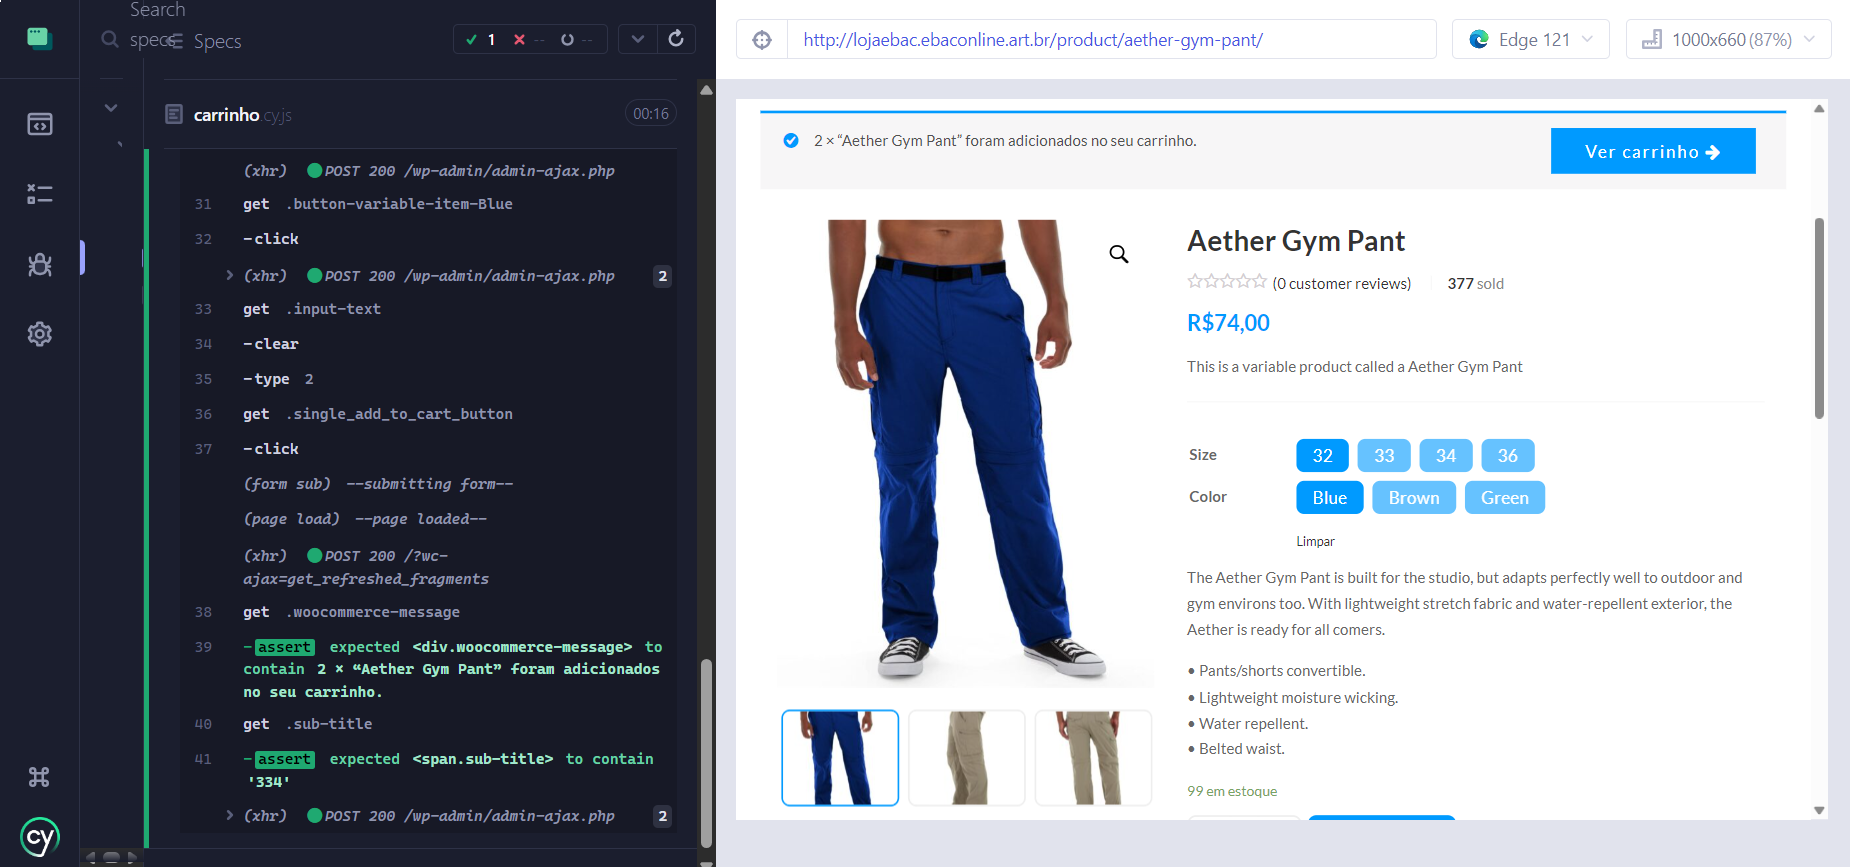 Search
specs
Specs
1
--
--
carrinho.cy.js
00:16
(xhr) POST 200 /wp-admin/admin-ajax.php
31 get .button-variable-item-Blue
32 -click
(xhr) POST 200 /wp-admin/admin-ajax.php 2
33 get .input-text
34 -clear
35 -type 2
36 get .single_add_to_cart_button
37 -click
(form sub) --submitting form--
(page load) --page loaded--
(xhr) POST 200 /?wc-
ajax=get_refreshed_fragments
38 get .woocommerce-message
39 -assert expected <div.woocommerce-message> to
contain 2 × “Aether Gym Pant” foram adicionados
no seu carrinho.
40 get .sub-title
41 -assert expected <span.sub-title> to contain
'334'
(xhr) POST 200 /wp-admin/admin-ajax.php 2
cy
http://lojaebac.ebaconline.art.br/product/aether-gym-pant/
Edge 121
1000x660 (87%)
2 × “Aether Gym Pant” foram adicionados no seu carrinho.
Ver carrinho
Aether Gym Pant
(0 customer reviews)
377 sold
R$74,00
This is a variable product called a Aether Gym Pant
Size 32 33 34 36
Color Blue Brown Green
Limpar
The Aether Gym Pant is built for the studio, but adapts perfectly well to outdoor and
gym environs too. With lightweight stretch fabric and water-repellent exterior, the
Aether is ready for all comers.
• Pants/shorts convertible.
• Lightweight moisture wicking.
• Water repellent.
• Belted waist.
99 em estoque